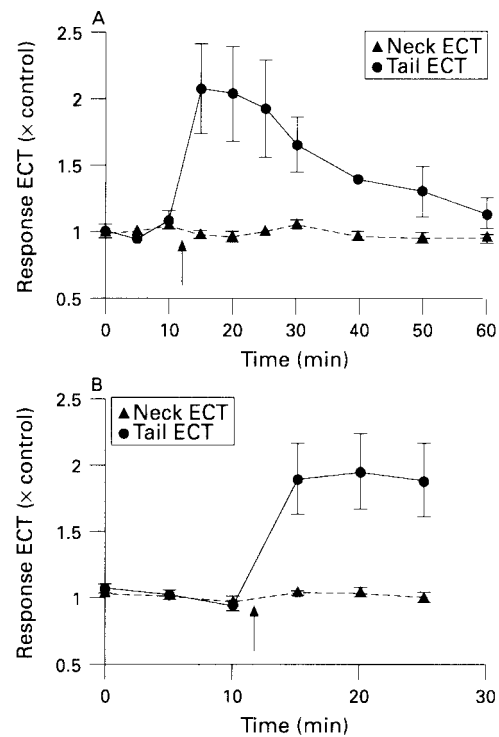 A
2.5
▲ Neck ECT
● Tail ECT
2
1.5
1
0.5
Response ECT (× control)
0 10 20 30 40 50 60
Time (min)
B
2.5
▲ Neck ECT
● Tail ECT
2
1.5
1
0.5
Response ECT (× control)
0 10 20 30
Time (min)